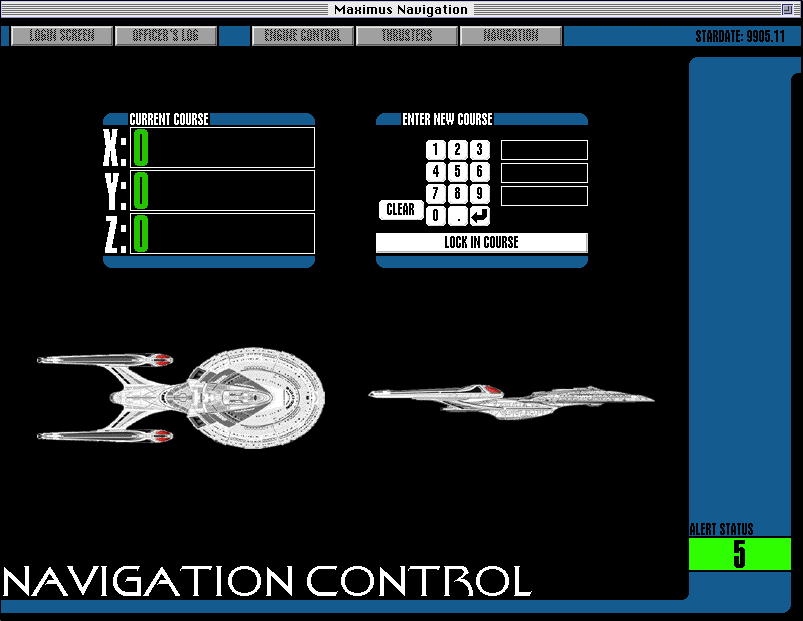 Maximus Navigation
LOGIN SCREEN OFFICER'S LOG ENGINE CONTROL THRUSTERS NAVIGATION STARDATE: 9905.11
CURRENT COURSE
X: 0
Y: 0
Z: 0
ENTER NEW COURSE
1 2 3
4 5 6
7 8 9
CLEAR 0 .
LOCK IN COURSE
ALERT STATUS
5
NAVIGATION CONTROL